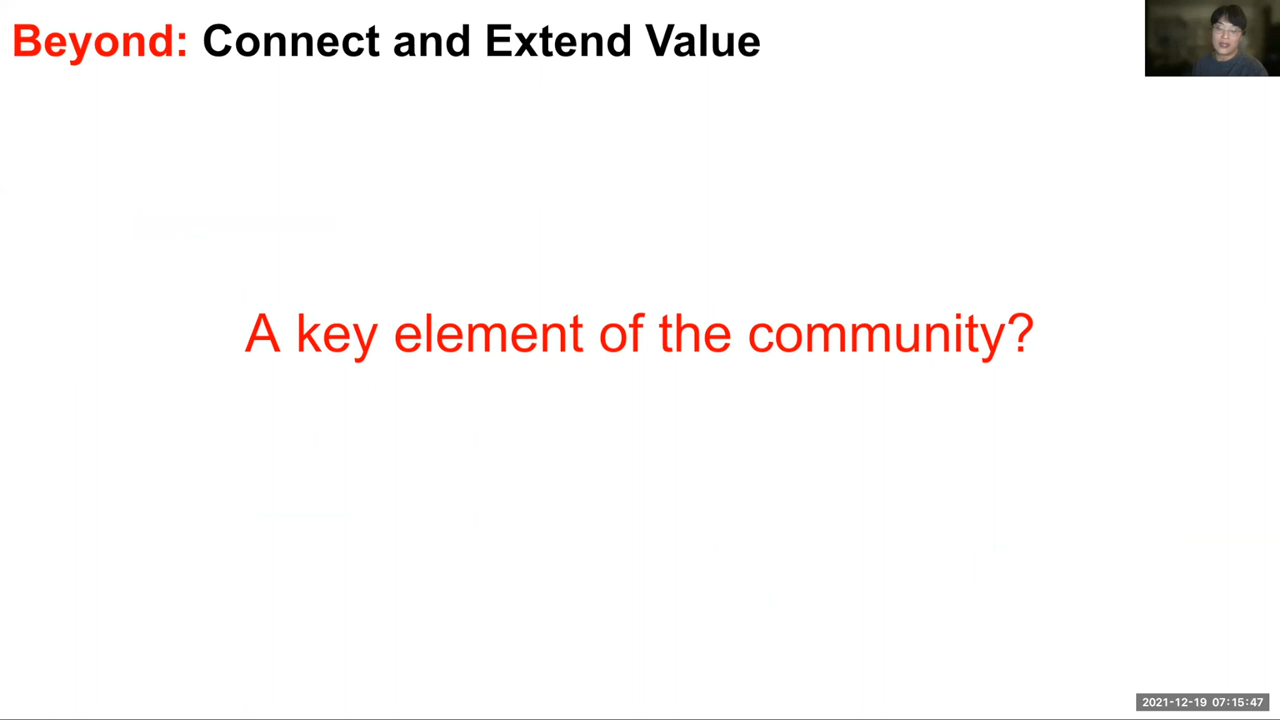 Beyond: Connect and Extend Value
A key element of the community?
2021-12-19 07:15:47